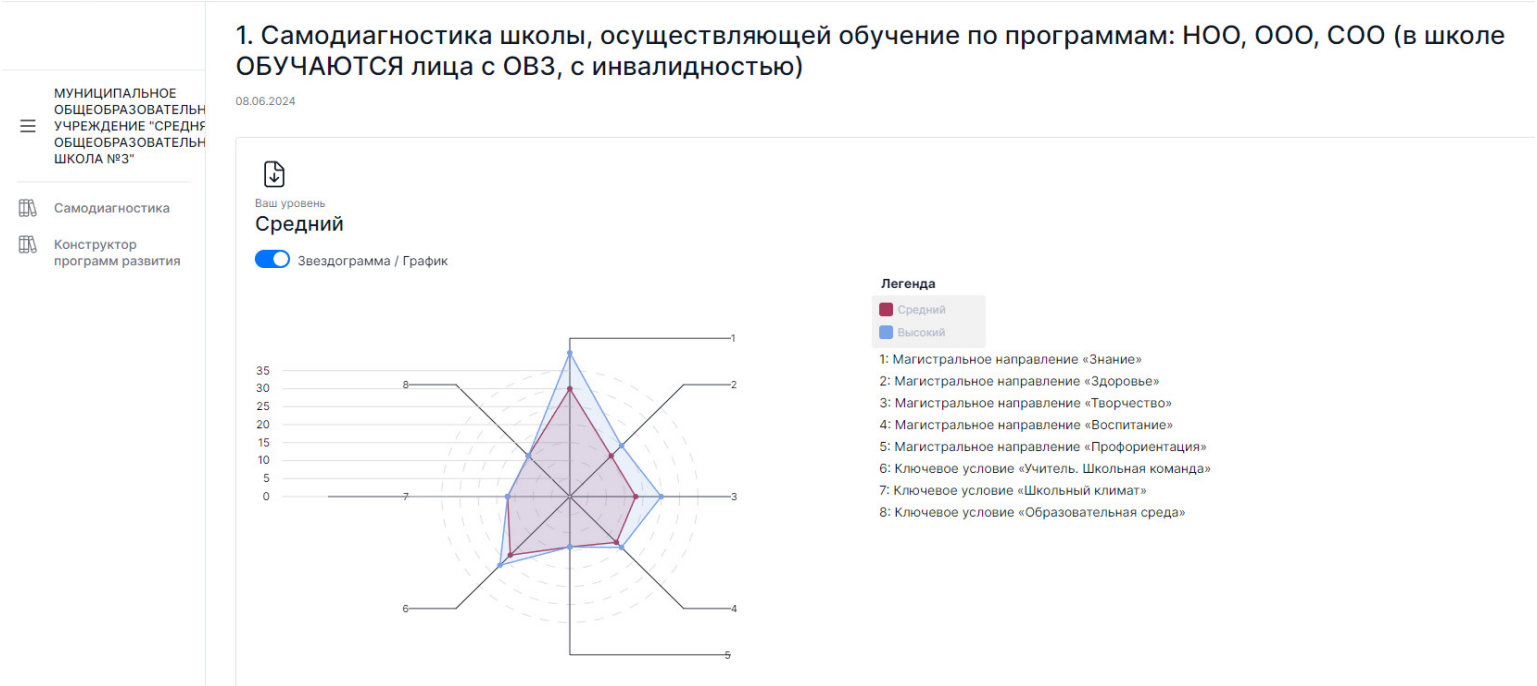 1. Самодиагностика школы, осуществляющей обучение по программам: НОО, ООО, СОО (в школе
ОБУЧАЮТСЯ лица с ОВЗ, с инвалидностью)
08.06.2024
МУНИЦИПАЛЬНОЕ
ОБЩЕОБРАЗОВАТЕЛЬН
УЧРЕЖДЕНИЕ "СРЕДНЯ
ОБЩЕОБРАЗОВАТЕЛЬН
ШКОЛА №3"
Самодиагностика
Конструктор
программ развития
Ваш уровень
Средний
Звездограмма / График
35
30
25
20
15
10
5
0
1
2
3
4
5
6
7
8
Легенда
Средний
Высокий
1: Магистральное направление «Знание»
2: Магистральное направление «Здоровье»
3: Магистральное направление «Творчество»
4: Магистральное направление «Воспитание»
5: Магистральное направление «Профориентация»
6: Ключевое условие «Учитель. Школьная команда»
7: Ключевое условие «Школьный климат»
8: Ключевое условие «Образовательная среда»